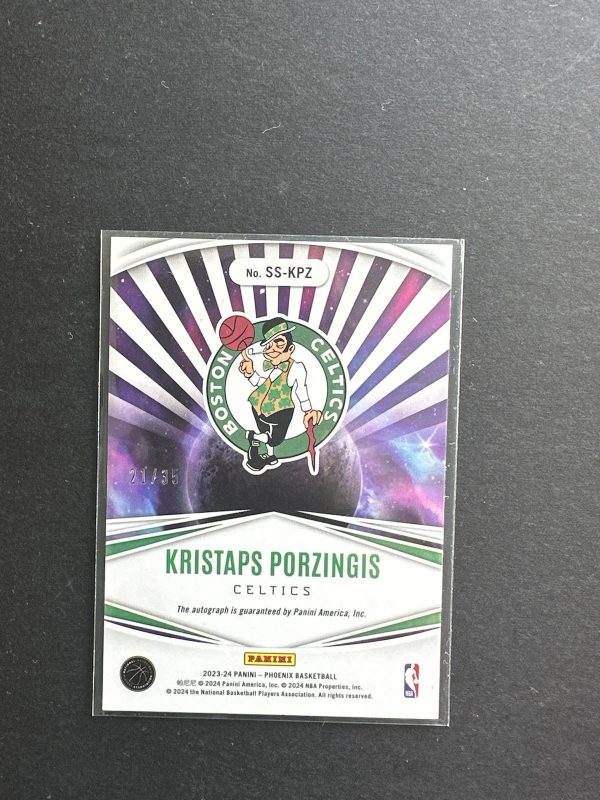 No. SS-KPZ
BOSTON CELTICS
21/35
KRISTAPS PORZINGIS
CELTICS
The autograph is guaranteed by Panini America, Inc.
PANINI
2023-24 PANINI – PHOENIX BASKETBALL
帕尼尼 © 2024 Panini America, Inc. © 2024 NBA Properties, Inc.
© 2024 the National Basketball Players Association. All rights reserved.
NBA